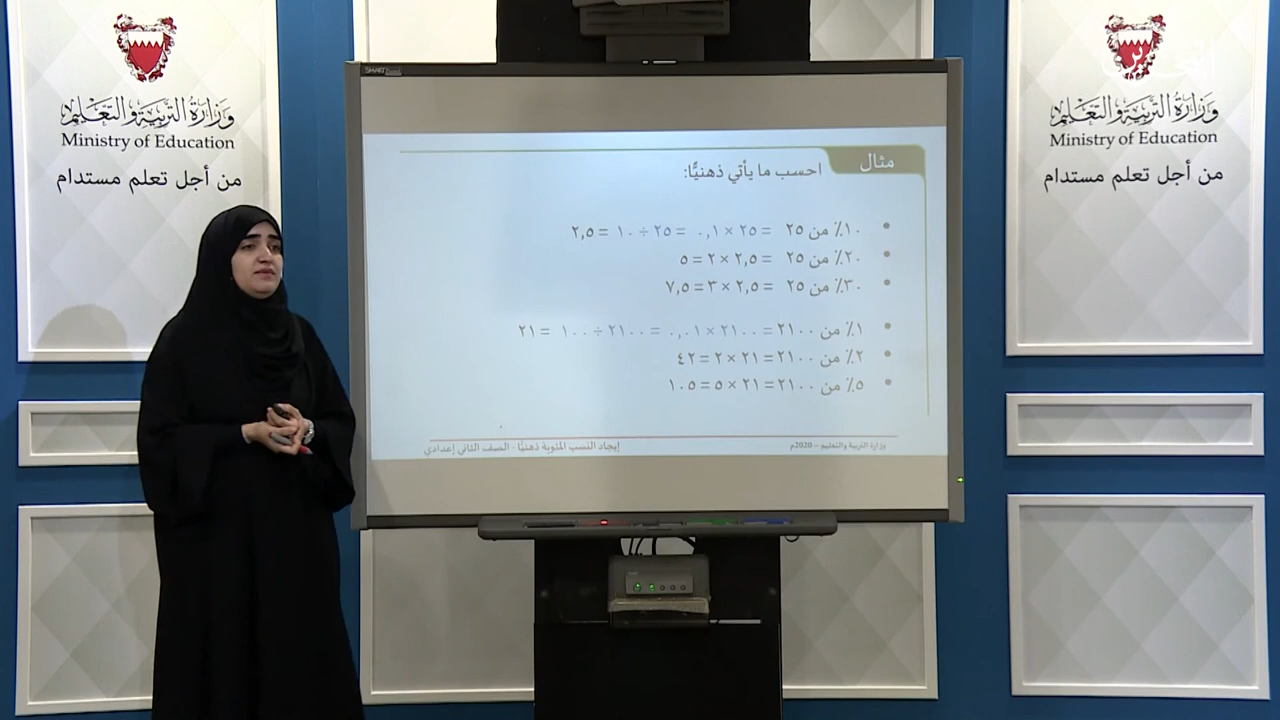 وزارة التربية والتعليم
Ministry of Education
من أجل تعلم مستدام
SMART
مثال
احسب ما يأتي ذهنيًّا:
١٠٪ من ٢٥ = ٢٥ × ٠,١ = ٢٥ ÷ ١٠ = ٢,٥
٢٠٪ من ٢٥ = ٢,٥ × ٢ = ٥
٣٠٪ من ٢٥ = ٢,٥ × ٣ = ٧,٥
١٪ من ٢١٠٠ = ٢١٠٠ × ٠,٠١ = ٢١٠٠ ÷ ١٠٠ = ٢١
٢٪ من ٢١٠٠ = ٢١ × ٢ = ٤٢
٥٪ من ٢١٠٠ = ٢١ × ٥ = ١٠٥
وزارة التربية والتعليم – 2020م
إيجاد النسب المئوية ذهنيًّا - الصف الثاني إعدادي
وزارة التربية والتعليم
Ministry of Education
من أجل تعلم مستدام